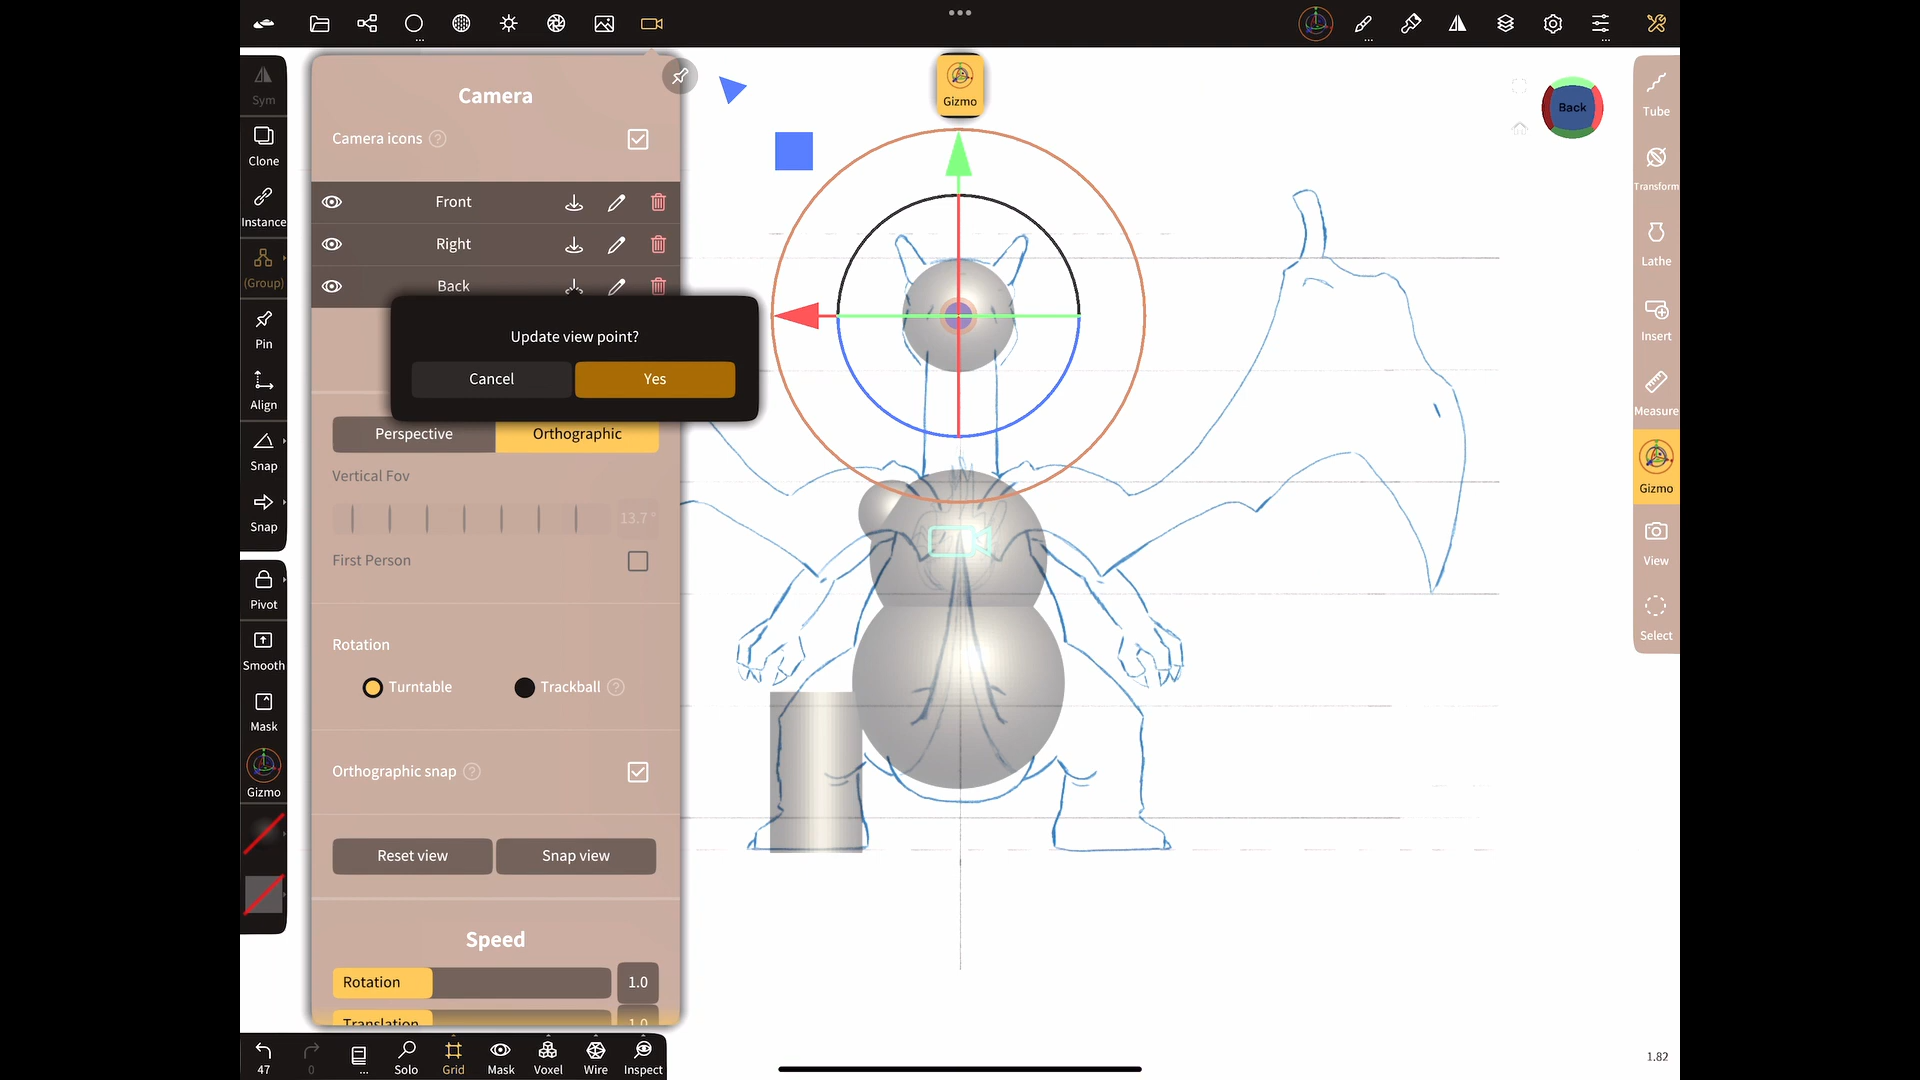 Sym
Clone
Instance
(Group)
Pin
Align
Snap
Snap
Pivot
Smooth
Mask
Gizmo
Camera
Camera icons ?
Front
Right
Back
Update view point?
Cancel
Yes
Perspective
Orthographic
Vertical Fov
13.7 °
First Person
Rotation
Turntable
Trackball ?
Orthographic snap ?
Reset view
Snap view
Speed
Rotation
1.0
Translation
1.0
Gizmo
Back
Tube
Transform
Lathe
Insert
Measure
Gizmo
View
Select
47
0
...
Solo
Grid
Mask
Voxel
Wire
Inspect
1.82